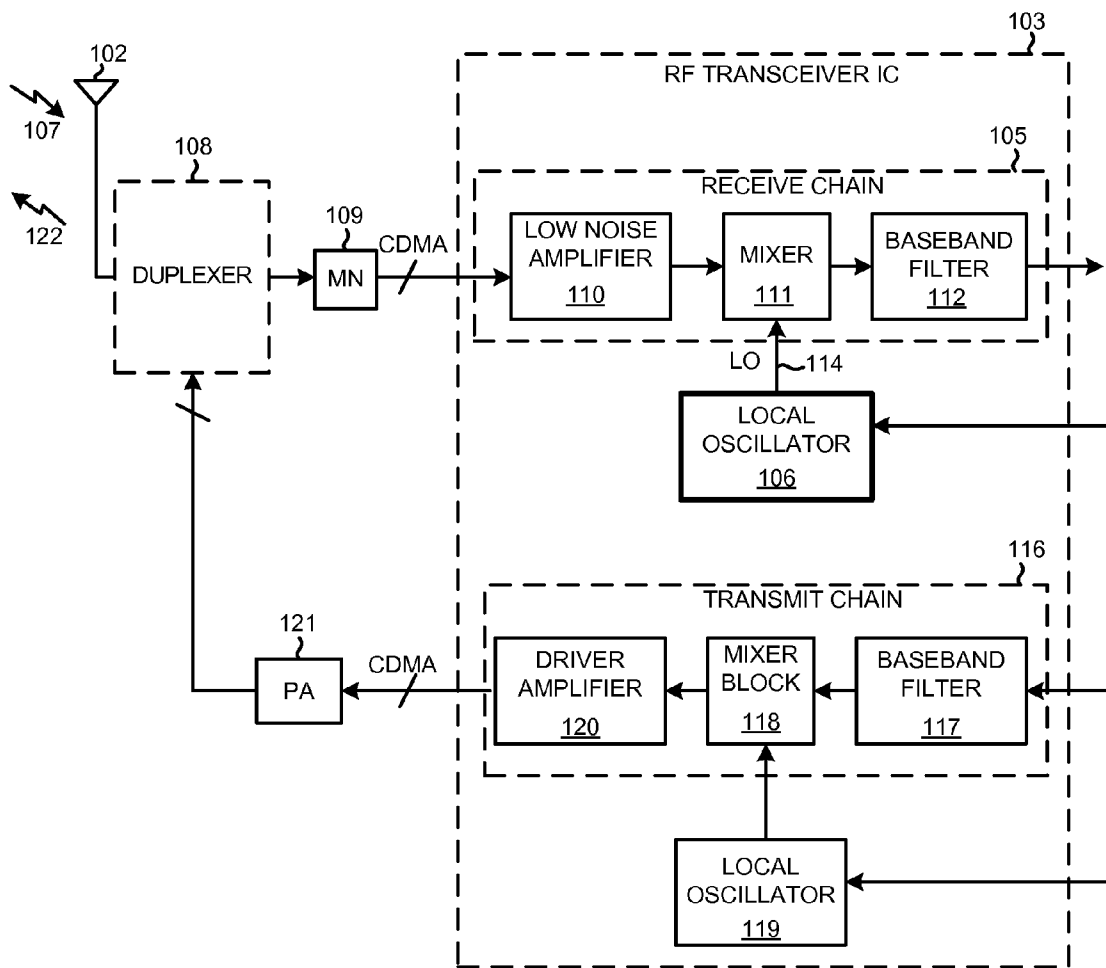 102
103
RF TRANSCEIVER IC
107
108
105
RECEIVE CHAIN
122
109
CDMA
DUPLEXER
MN
LOW NOISE
AMPLIFIER
110
MIXER
111
BASEBAND
FILTER
112
LO
114
LOCAL
OSCILLATOR
106
116
TRANSMIT CHAIN
121
PA
CDMA
DRIVER
AMPLIFIER
120
MIXER
BLOCK
118
BASEBAND
FILTER
117
LOCAL
OSCILLATOR
119